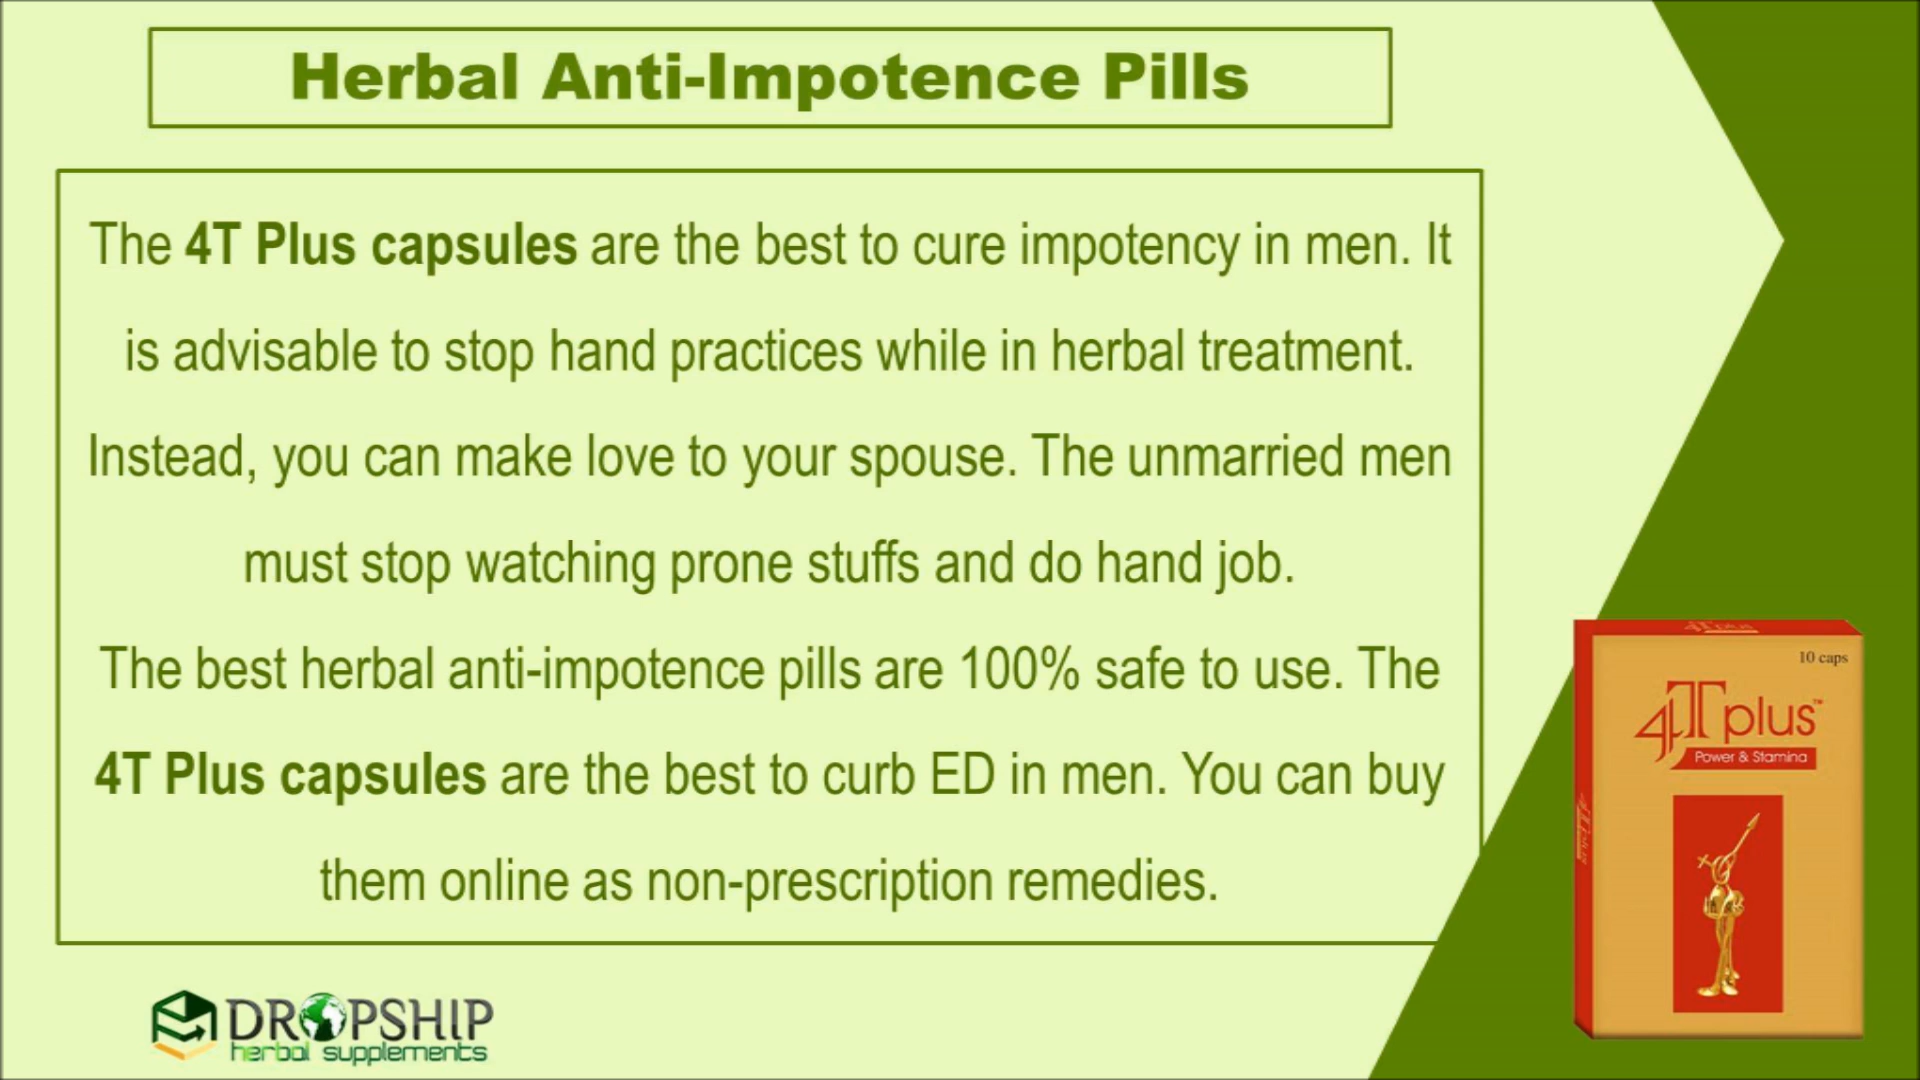 Herbal Anti-Impotence Pills
The 4T Plus capsules are the best to cure impotency in men. It
is advisable to stop hand practices while in herbal treatment.
Instead, you can make love to your spouse. The unmarried men
must stop watching prone stuffs and do hand job.
The best herbal anti-impotence pills are 100% safe to use. The
4T Plus capsules are the best to curb ED in men. You can buy
them online as non-prescription remedies.
4T plus
10 caps
4T plus™
Power & Stamina
4T plus
DROPSHIP
herbal supplements